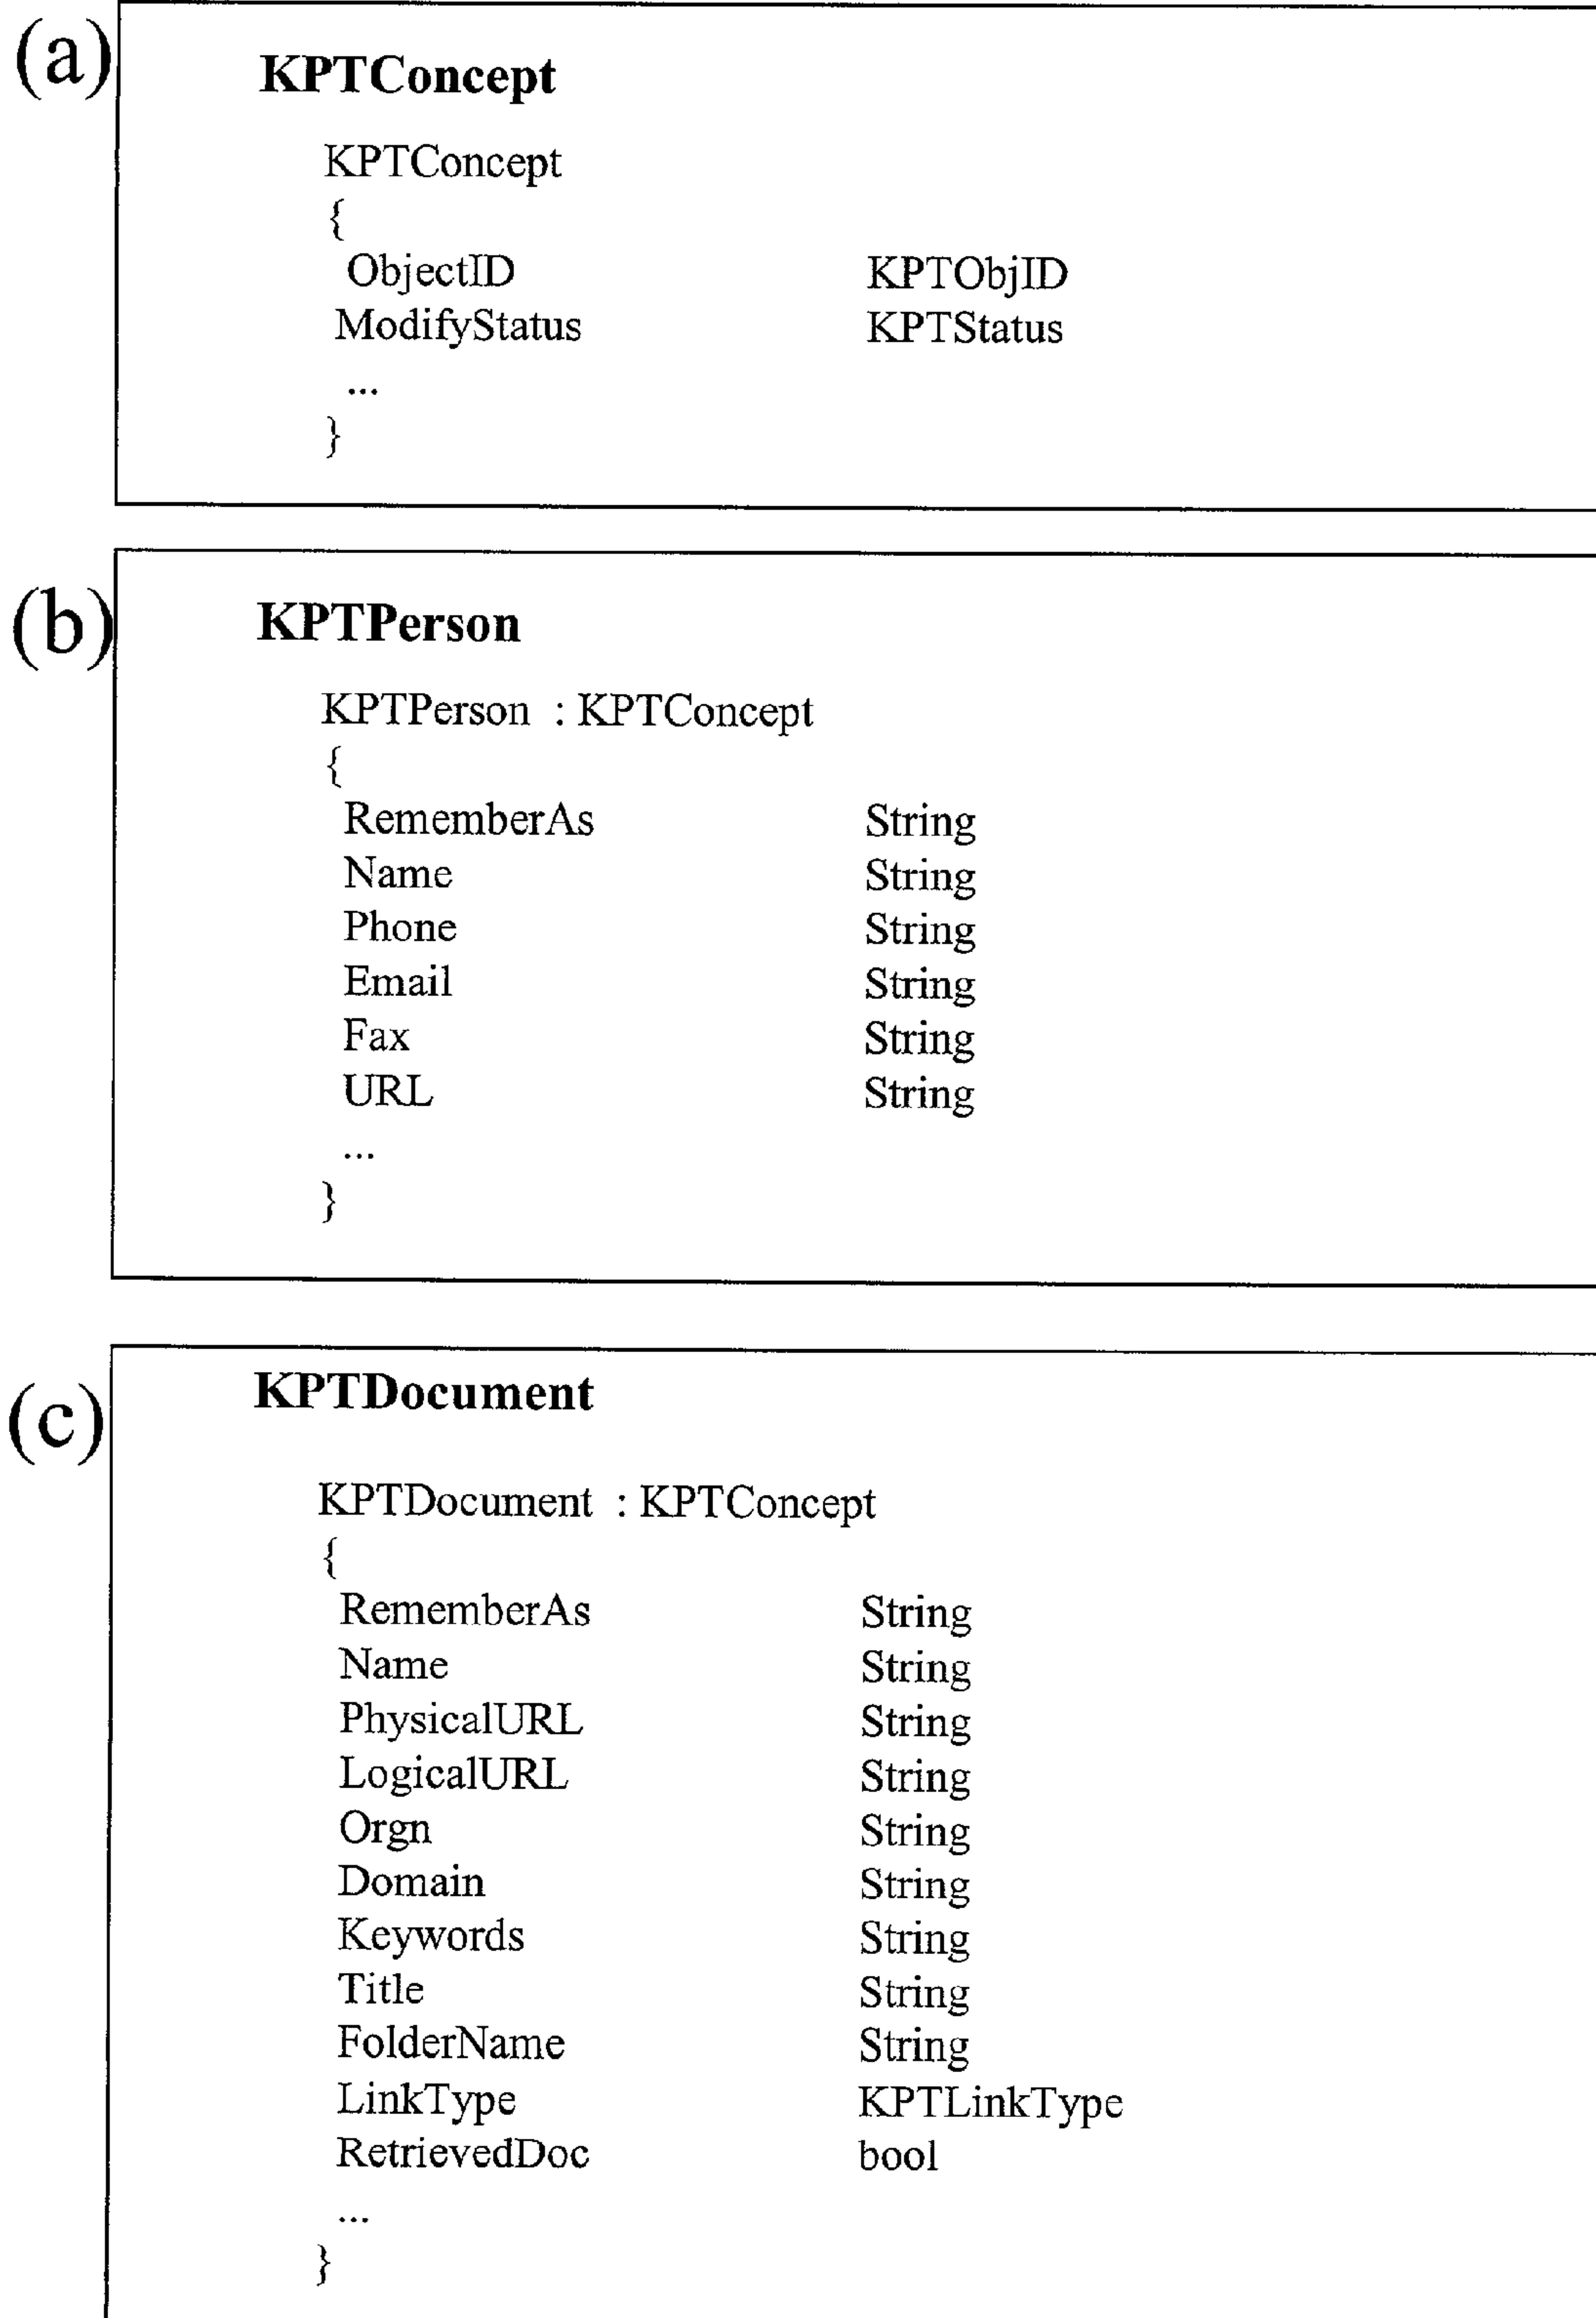 (a)
KPTConcept
KPTConcept
{
ObjectID KPTObjID
ModifyStatus KPTStatus
...
}
(b)
KPTPerson
KPTPerson : KPTConcept
{
RememberAs String
Name String
Phone String
Email String
Fax String
URL String
...
}
(c)
KPTDocument
KPTDocument : KPTConcept
{
RememberAs String
Name String
PhysicalURL String
LogicalURL String
Orgn String
Domain String
Keywords String
Title String
FolderName String
LinkType KPTLinkType
RetrievedDoc bool
...
}